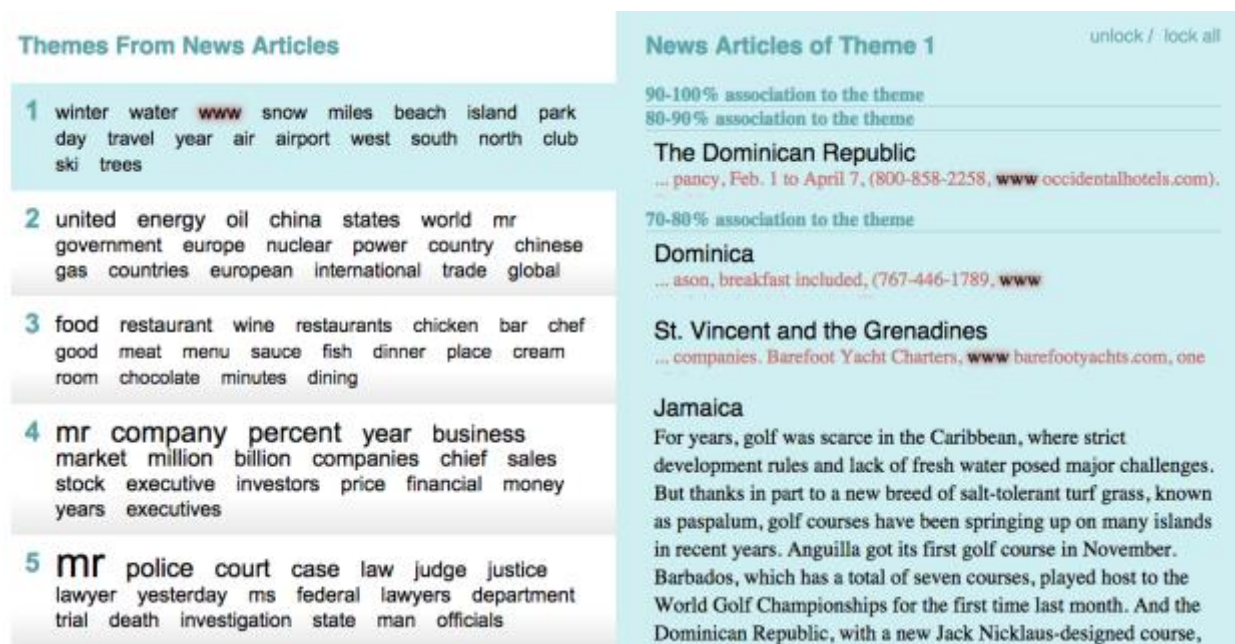 Themes From News Articles
1 winter water www snow miles beach island park
day travel year air airport west south north club
ski trees
2 united energy oil china states world mr
government europe nuclear power country chinese
gas countries european international trade global
3 food restaurant wine restaurants chicken bar chef
good meat menu sauce fish dinner place cream
room chocolate minutes dining
4 mr company percent year business
market million billion companies chief sales
stock executive investors price financial money
years executives
5 mr police court case law judge justice
lawyer yesterday ms federal lawyers department
trial death investigation state man officials
News Articles of Theme 1
unlock / lock all
90-100% association to the theme
80-90% association to the theme
The Dominican Republic
... pancy, Feb. 1 to April 7, (800-858-2258, www occidentalhotels.com).
70-80% association to the theme
Dominica
... ason, breakfast included, (767-446-1789, www
St. Vincent and the Grenadines
... companies. Barefoot Yacht Charters, www barefootyachts.com, one
Jamaica
For years, golf was scarce in the Caribbean, where strict
development rules and lack of fresh water posed major challenges.
But thanks in part to a new breed of salt-tolerant turf grass, known
as paspalum, golf courses have been springing up on many islands
in recent years. Anguilla got its first golf course in November.
Barbados, which has a total of seven courses, played host to the
World Golf Championships for the first time last month. And the
Dominican Republic, with a new Jack Nicklaus-designed course,